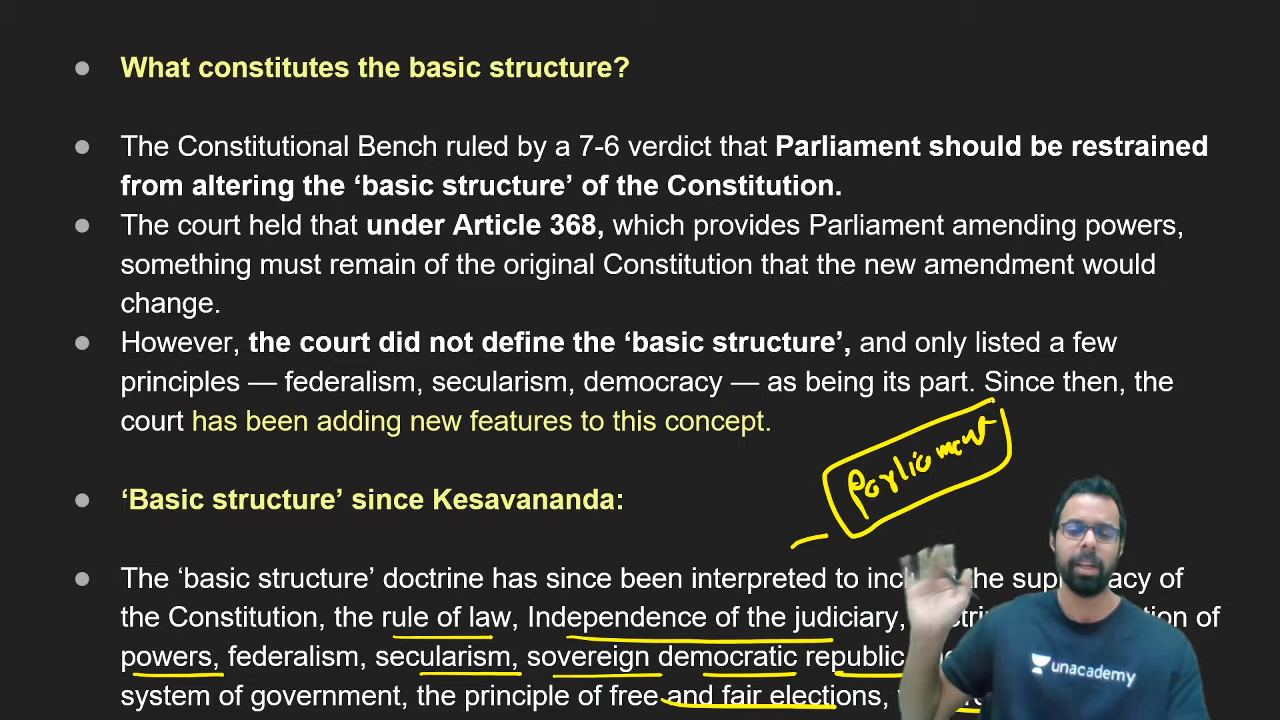 What constitutes the basic structure?
The Constitutional Bench ruled by a 7-6 verdict that Parliament should be restrained
from altering the ‘basic structure’ of the Constitution.
The court held that under Article 368, which provides Parliament amending powers,
something must remain of the original Constitution that the new amendment would
change.
However, the court did not define the ‘basic structure’, and only listed a few
principles — federalism, secularism, democracy — as being its part. Since then, the
court has been adding new features to this concept.
Parliament
‘Basic structure’ since Kesavananda:
The ‘basic structure’ doctrine has since been interpreted to the of
the Constitution, the rule of law, Independence of the judiciary, of
powers, federalism, secularism, sovereign democratic republic
system of government, the principle of free and fair elections,
unacademy